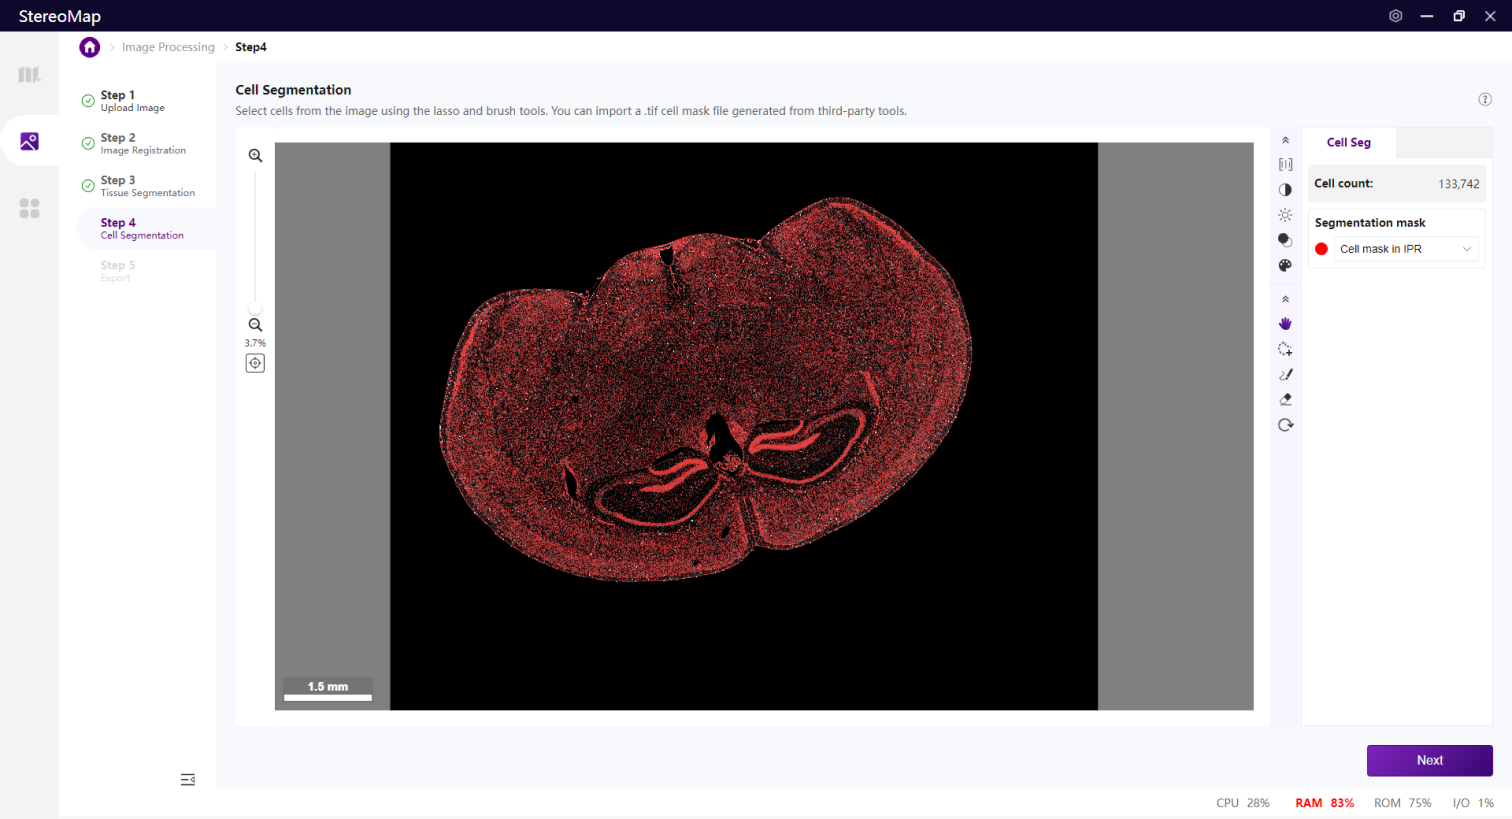 StereoMap
Image Processing
Step4
Step 1
Upload Image
Step 2
Image Registration
Step 3
Tissue Segmentation
Step 4
Cell Segmentation
Step 5
Export
Cell Segmentation
Select cells from the image using the lasso and brush tools. You can import a .tif cell mask file generated from third-party tools.
3.7%
1.5 mm
Cell Seg
Cell count: 133,742
Segmentation mask
Cell mask in IPR
Next
CPU 28% RAM 83% ROM 75% I/O 1%